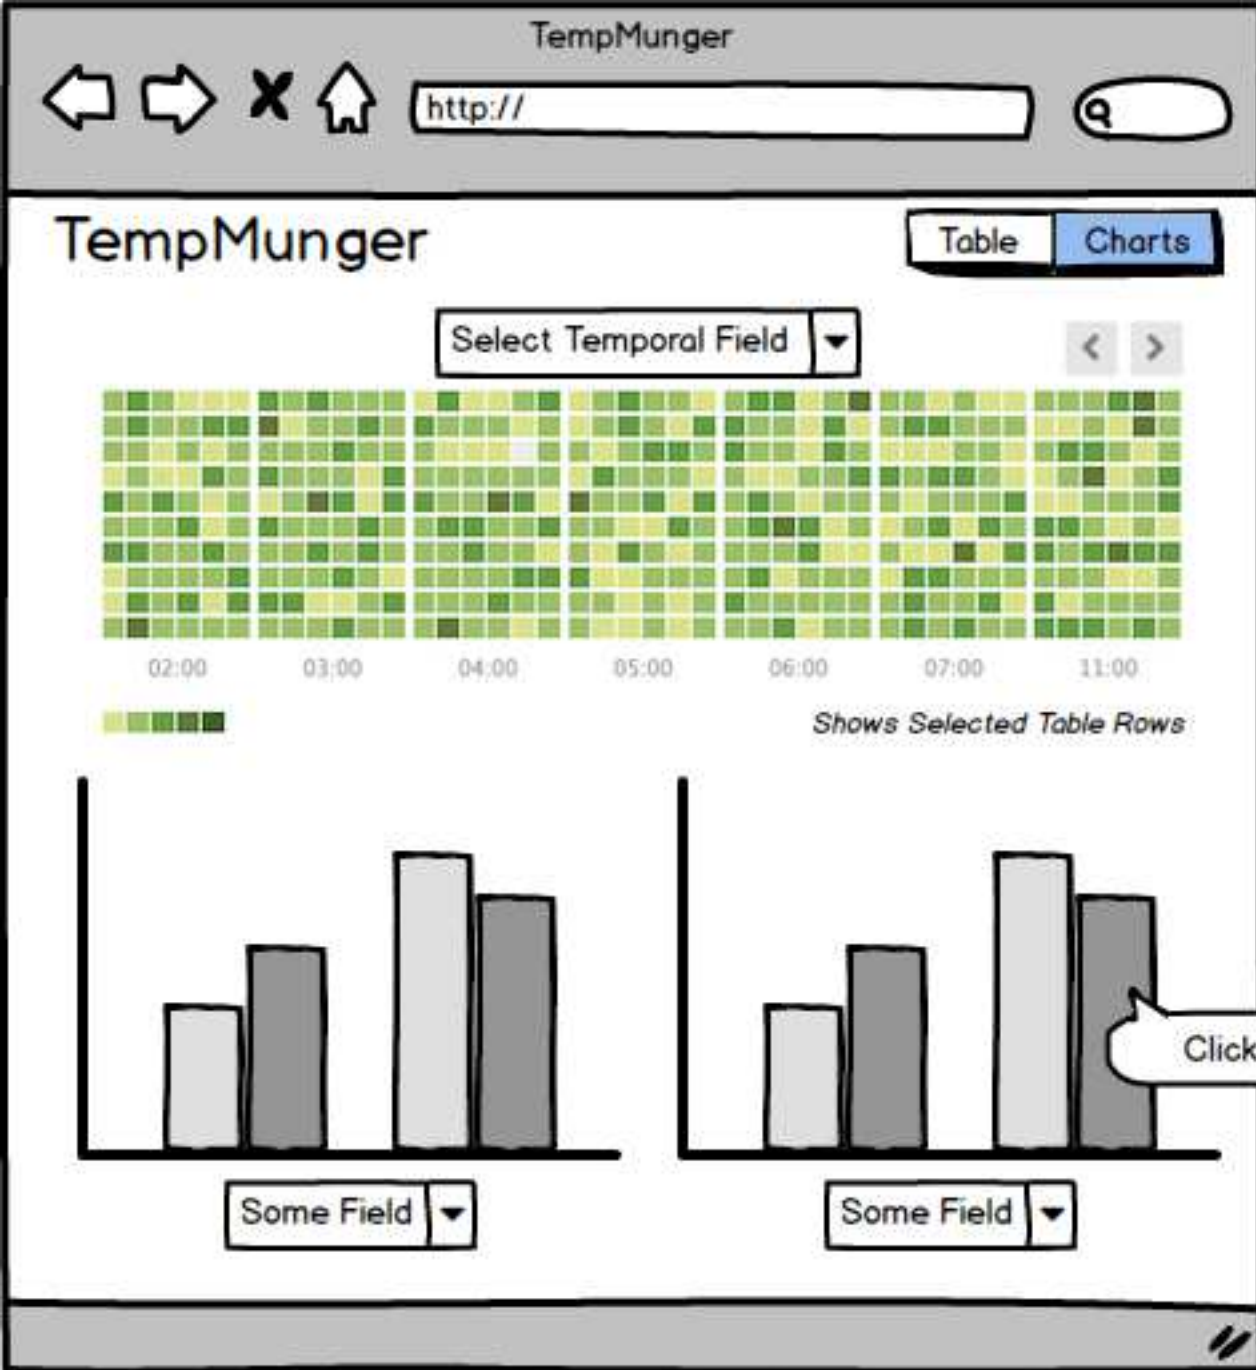 TempMunger
http://
TempMunger
Table Charts
Select Temporal Field
02:00 03:00 04:00 05:00 06:00 07:00 11:00
Shows Selected Table Rows
Click
Some Field Some Field